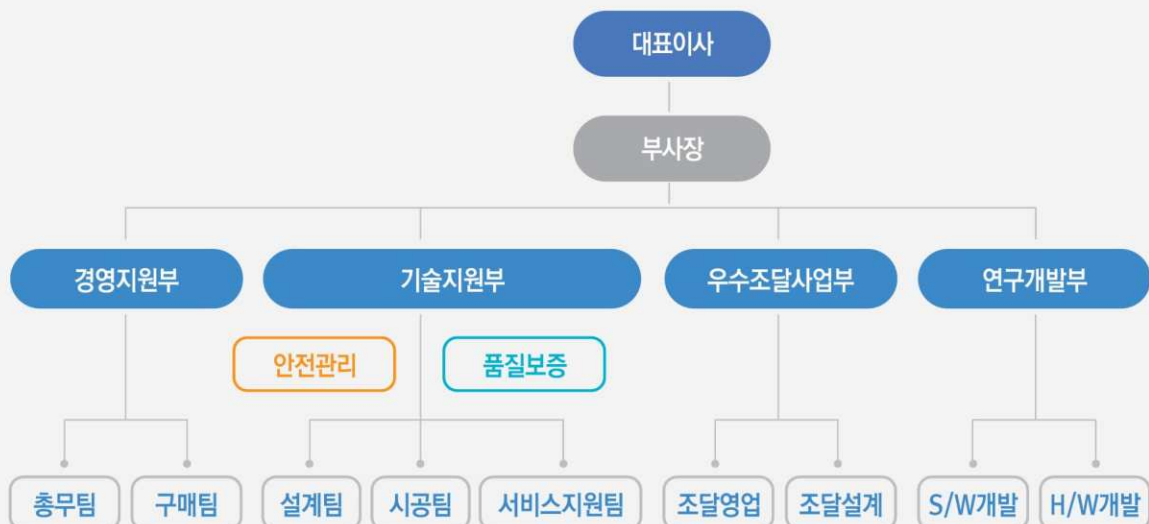 대표이사
부사장
경영지원부 기술지원부 우수조달사업부 연구개발부
안전관리 품질보증
총무팀 구매팀 설계팀 시공팀 서비스지원팀 조달영업 조달설계 S/W개발 H/W개발